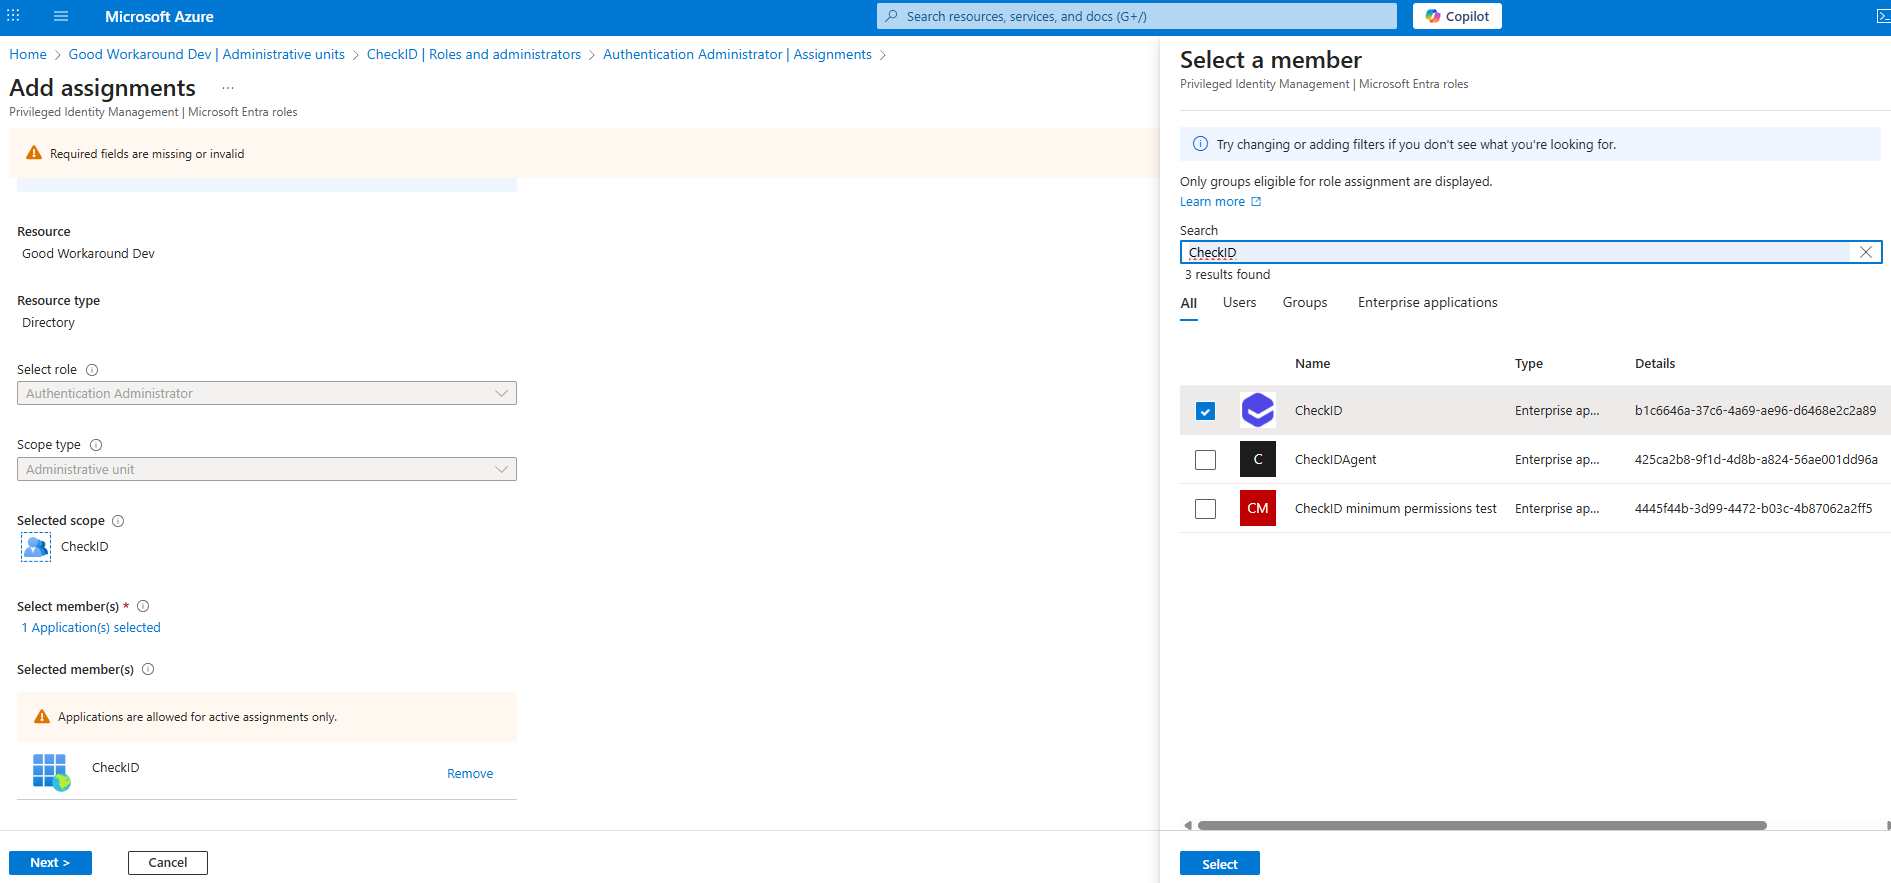 Microsoft Azure
Search resources, services, and docs (G+/)
Copilot
Home > Good Workaround Dev | Administrative units > CheckID | Roles and administrators > Authentication Administrator | Assignments >
Add assignments ...
Privileged Identity Management | Microsoft Entra roles
Required fields are missing or invalid
Resource
Good Workaround Dev
Resource type
Directory
Select role
Authentication Administrator
Scope type
Administrative unit
Selected scope
CheckID
Select member(s) *
1 Application(s) selected
Selected member(s)
Applications are allowed for active assignments only.
CheckID
Remove
Next >
Cancel
Select a member
Privileged Identity Management | Microsoft Entra roles
Try changing or adding filters if you don't see what you're looking for.
Only groups eligible for role assignment are displayed.
Learn more
Search
CheckID
3 results found
All Users Groups Enterprise applications
Name Type Details
CheckID Enterprise ap... b1c6646a-37c6-4a69-ae96-d6468e2c2a89
C CheckIDAgent Enterprise ap... 425ca2b8-9f1d-4d8b-a824-56ae001dd96a
CM CheckID minimum permissions test Enterprise ap... 4445f44b-3d99-4472-b03c-4b87062a2ff5
Select